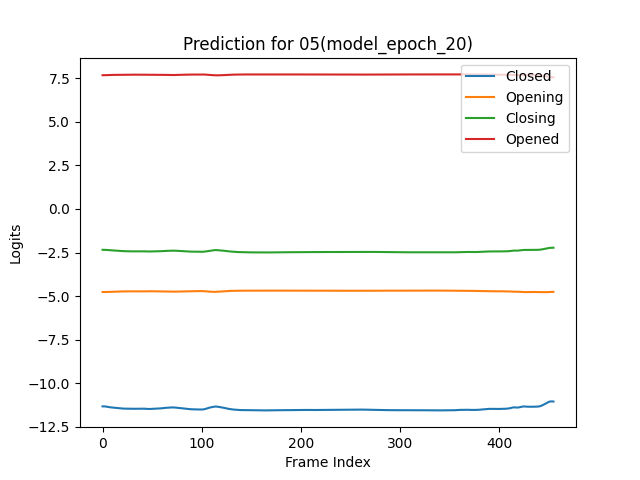 Prediction for 05(model_epoch_20)
Closed
Opening
Closing
Opened
7.5
5.0
2.5
0.0
−2.5
−5.0
−7.5
−10.0
−12.5
Logits
0 100 200 300 400
Frame Index